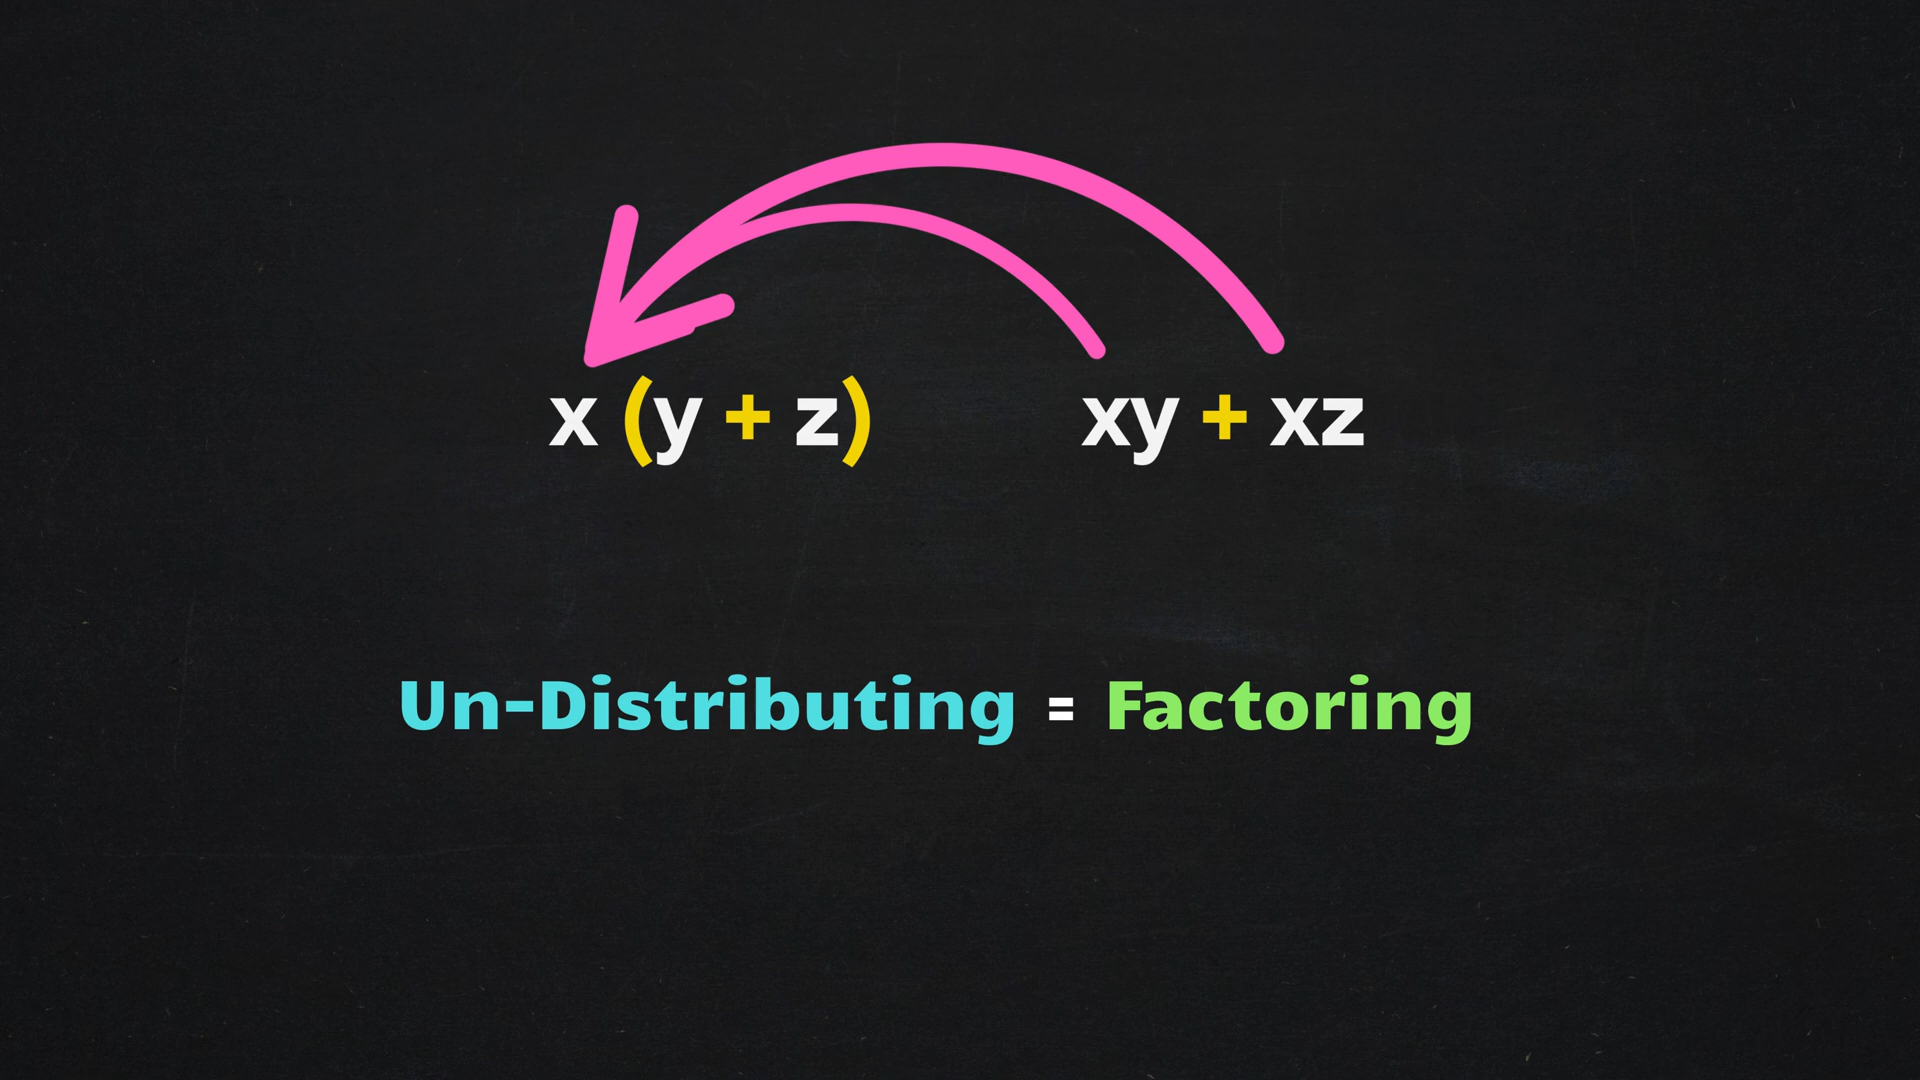 x (y + z) xy + xz
Un-Distributing = Factoring